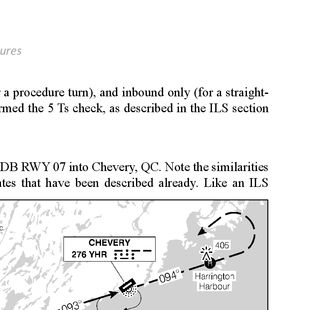 ures
a procedure turn), and inbound only (for a straight-
rmed the 5 Ts check, as described in the ILS section
DB RWY 07 into Chevery, QC. Note the similarities
tes that have been described already. Like an ILS
CHEVERY
276 YHR
405
094°
Harrington
Harbour
093°